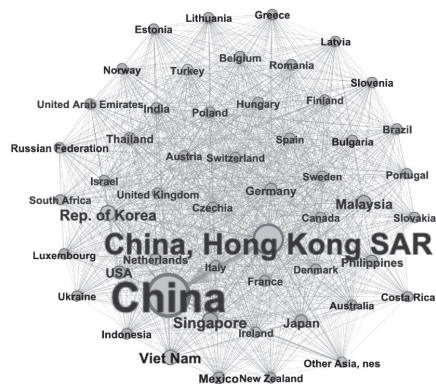 Greece
Lithuania
Estonia
Latvia
Belgium
Romania
Norway
Turkey
Slovenia
United Arab Emirates
India
Poland
Hungary
Finland
Brazil
Thailand
Spain
Bulgaria
Russian Federation
Austria
Switzerland
Israel
Sweden
Portugal
South Africa
United Kingdom
Germany
Malaysia
Rep. of Korea
Czechia
Canada
Slovakia
China, Hong Kong SAR
Luxembourg
Netherlands
Philippines
USA
Italy
Denmark
France
Ukraine
China
Costa Rica
Australia
Singapore
Japan
Indonesia
Ireland
Viet Nam
Other Asia, nes
Mexico
New Zealand